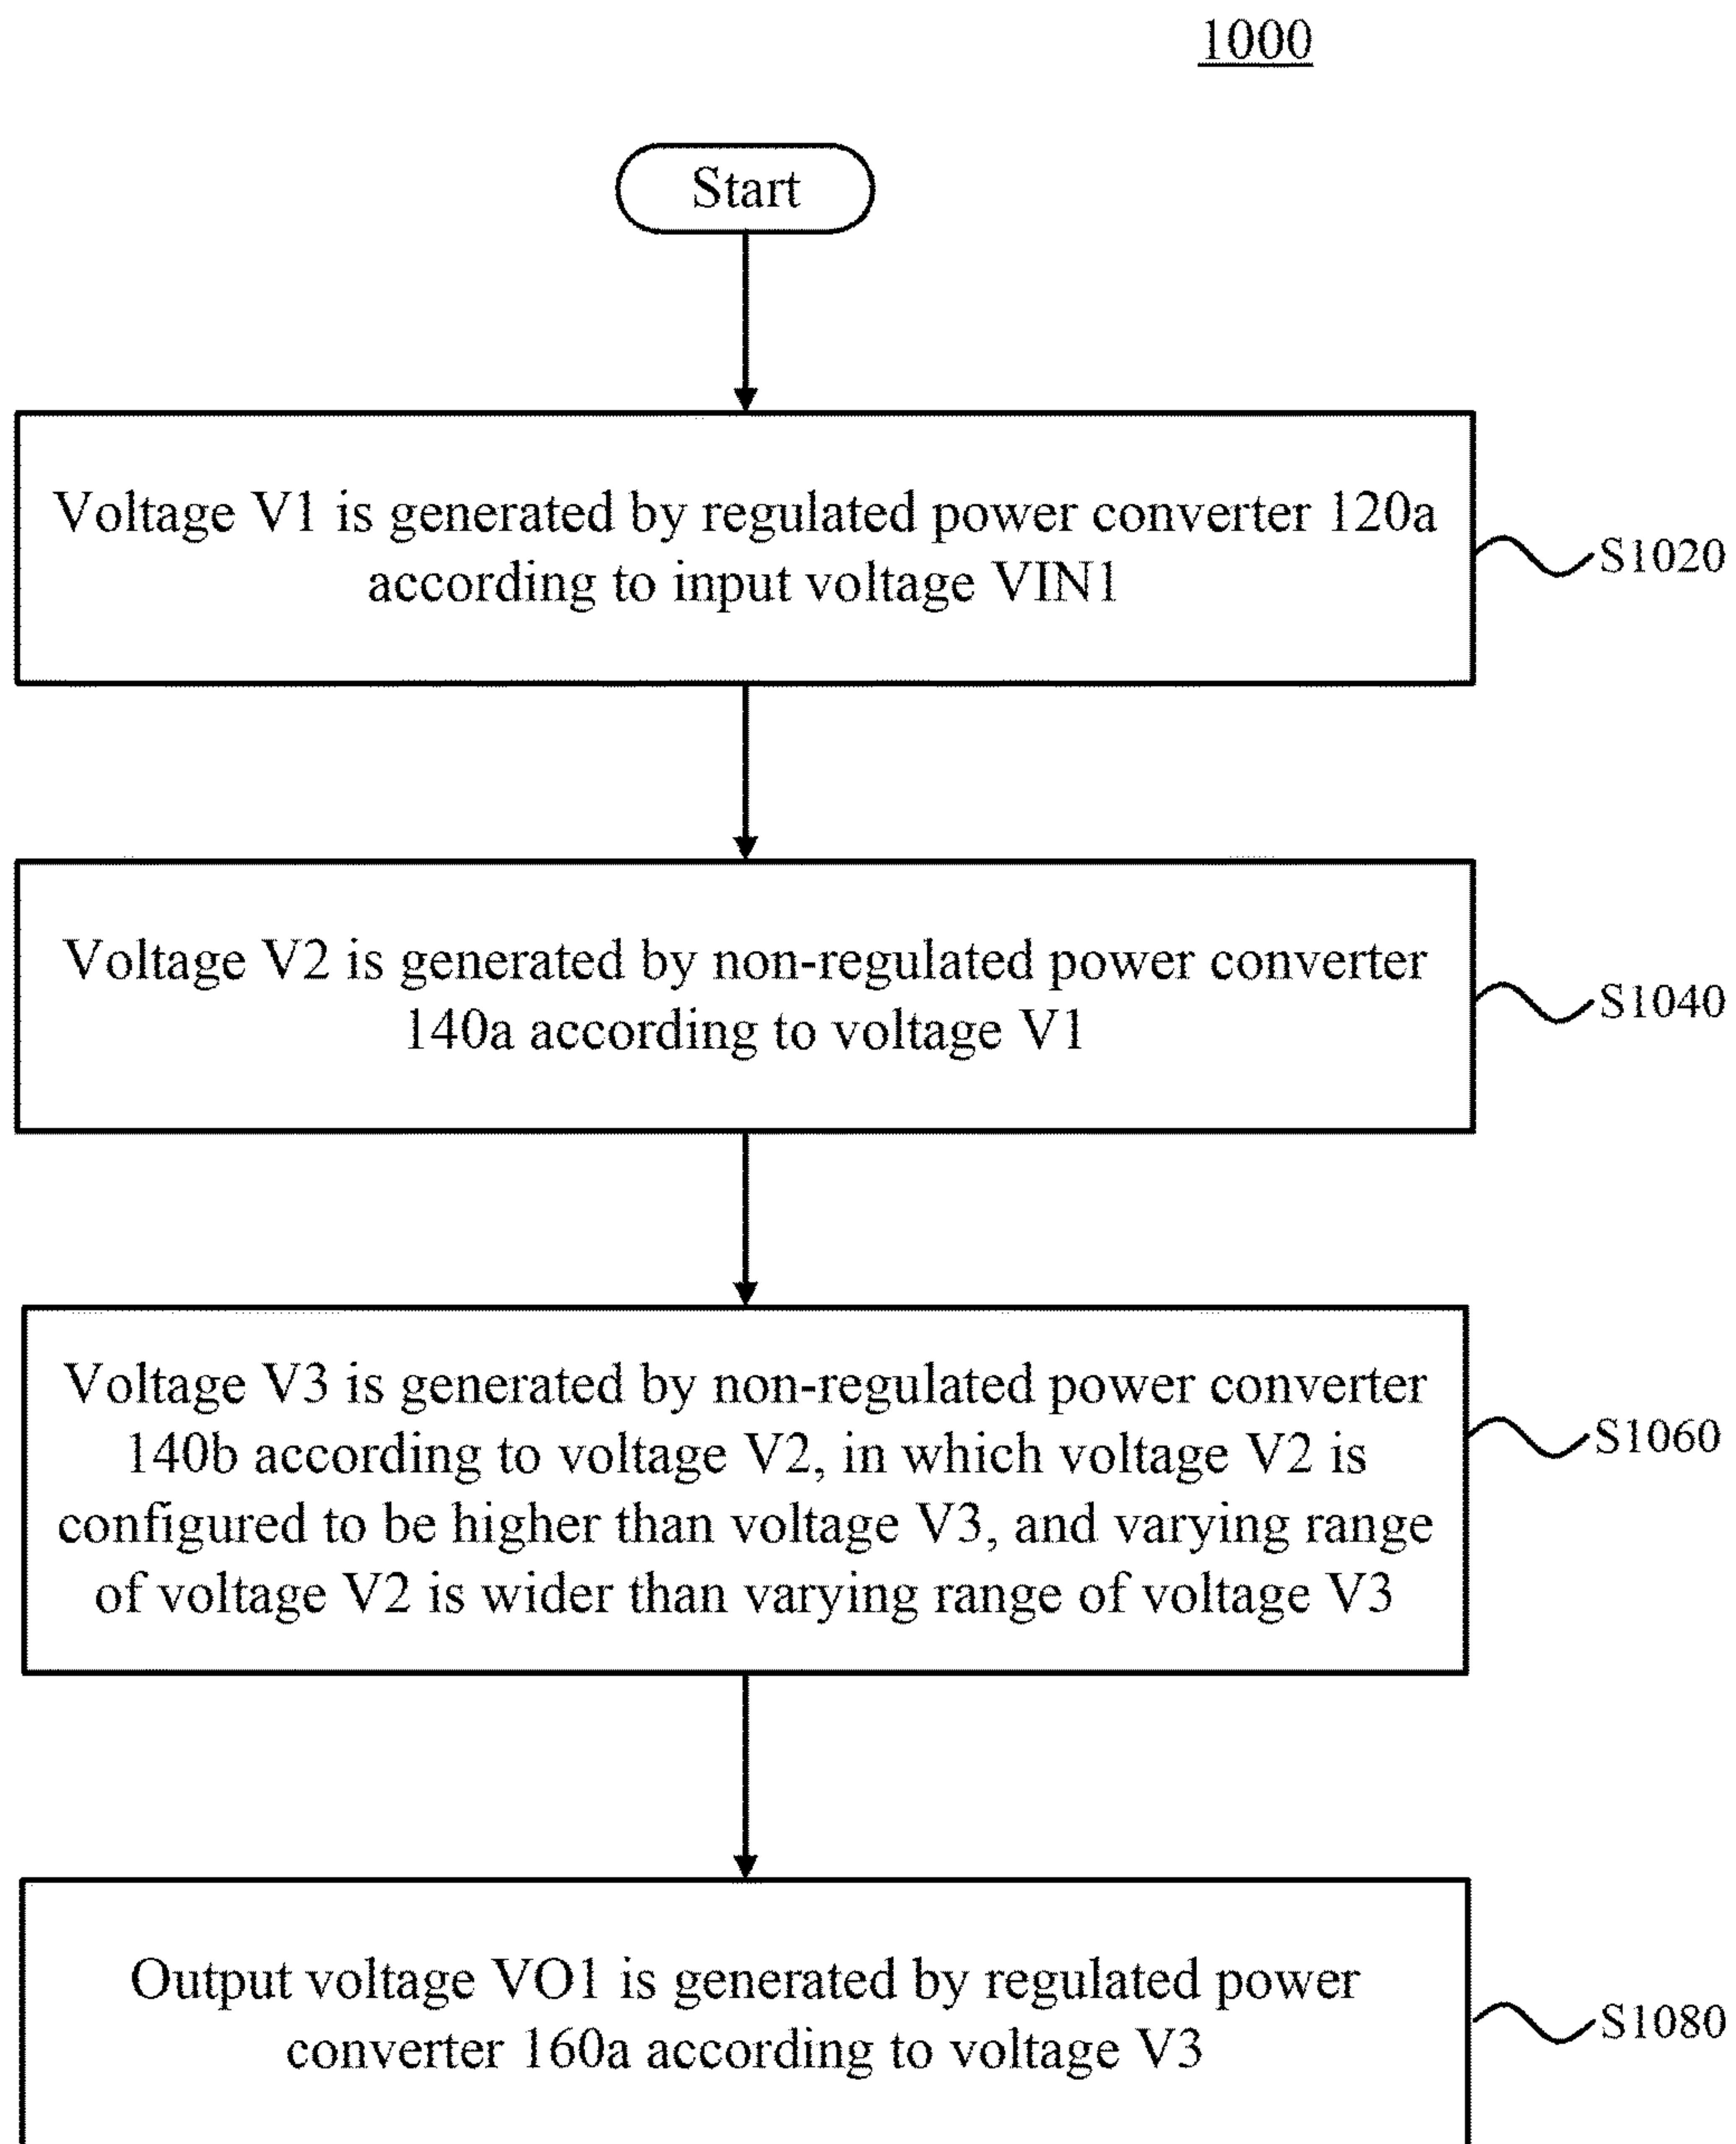 1000
Start
Voltage V1 is generated by regulated power converter 120a
according to input voltage VIN1
S1020
Voltage V2 is generated by non-regulated power converter
140a according to voltage V1
S1040
Voltage V3 is generated by non-regulated power converter
140b according to voltage V2, in which voltage V2 is
configured to be higher than voltage V3, and varying range
of voltage V2 is wider than varying range of voltage V3
S1060
Output voltage VO1 is generated by regulated power
converter 160a according to voltage V3
S1080